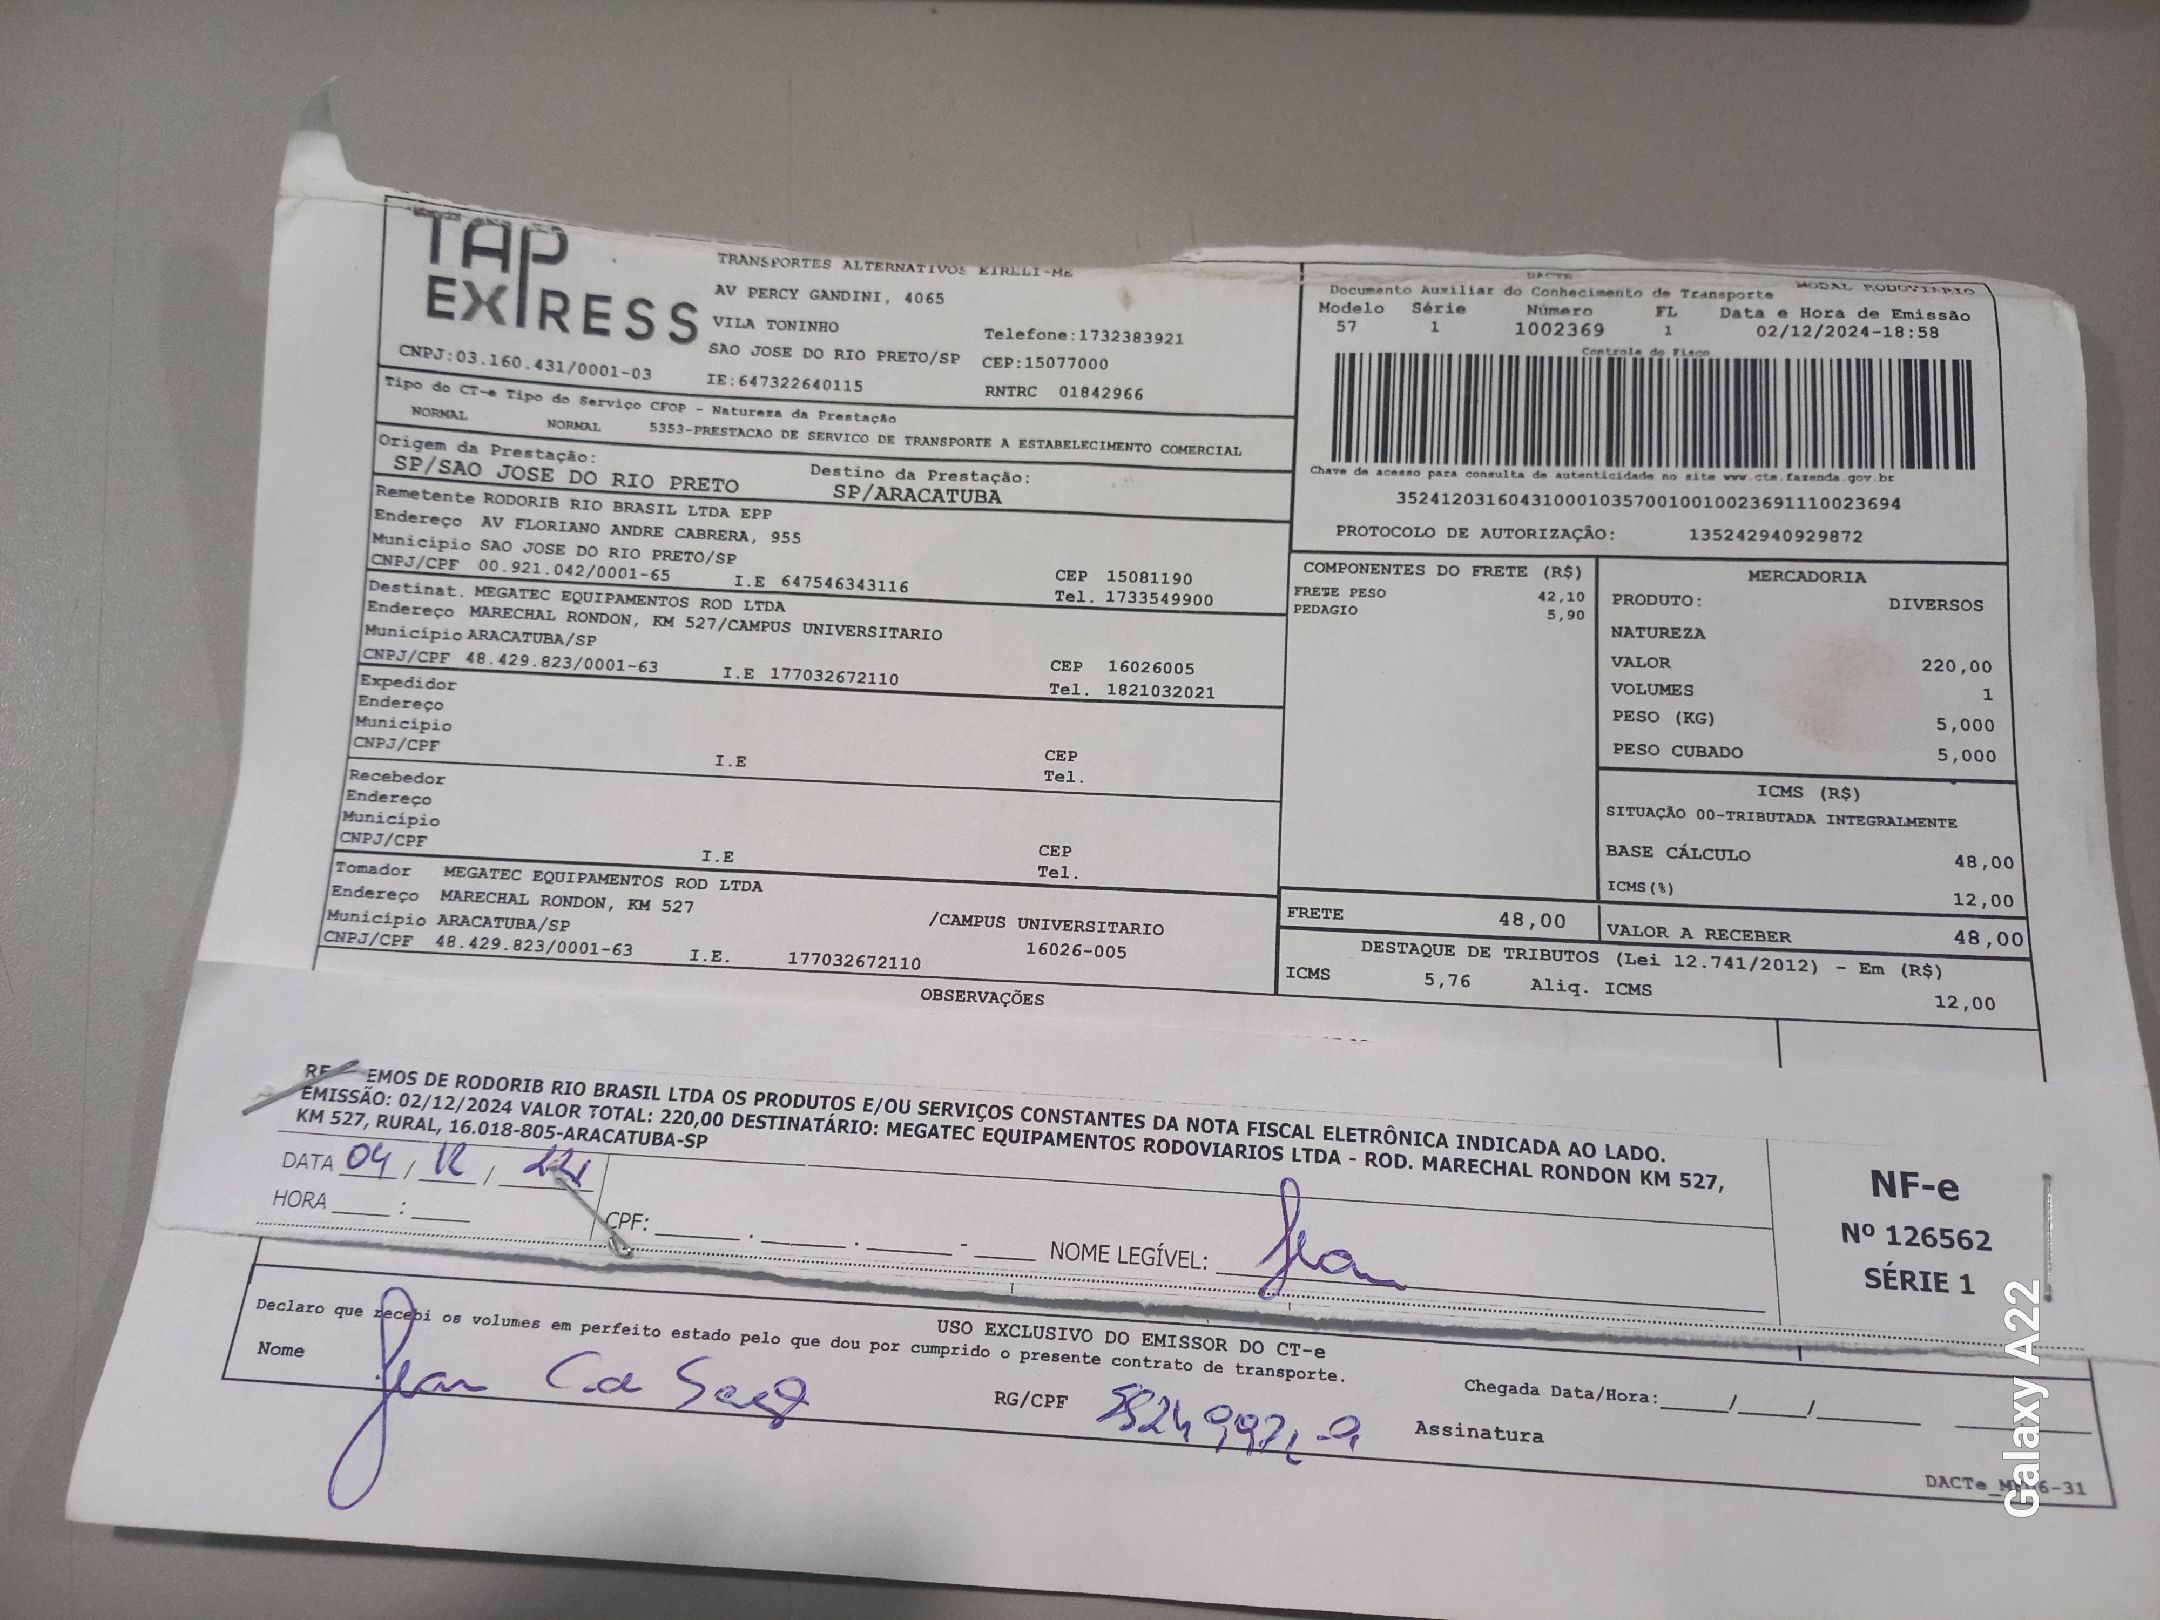 TAP
EXPRESS
CNPJ:03.160.431/0001-03
TRANSPORTES ALTERNATIVOS EIRELI-ME
AV PERCY GANDINI, 4065
VILA TONINHO
Telefone:1732383921
SAO JOSE DO RIO PRETO/SP CEP:15077000
IE:647322640115 RNTRC 01842966
DACTE MODAL RODOVIARIO
Documento Auxiliar do Conhecimento de Transporte
Modelo Série Número FL Data e Hora de Emissão
57 1 1002369 1 02/12/2024-18:58
Controle do Fisco
Chave de acesso para consulta de autenticidade no site www.cte.fazenda.gov.br
35241203160431000103570010010023691110023694
PROTOCOLO DE AUTORIZAÇÃO: 135242940929872
Tipo do CT-e Tipo do Serviço CFOP - Natureza da Prestação
NORMAL NORMAL 5353-PRESTACAO DE SERVICO DE TRANSPORTE A ESTABELECIMENTO COMERCIAL
Origem da Prestação: Destino da Prestação:
SP/SAO JOSE DO RIO PRETO SP/ARACATUBA
Remetente RODORIB RIO BRASIL LTDA EPP
Endereço AV FLORIANO ANDRE CABRERA, 955
Município SAO JOSE DO RIO PRETO/SP CEP 15081190
CNPJ/CPF 00.921.042/0001-65 I.E 647546343116 Tel. 1733549900
Destinat. MEGATEC EQUIPAMENTOS ROD LTDA
Endereço MARECHAL RONDON, KM 527/CAMPUS UNIVERSITARIO
Município ARACATUBA/SP CEP 16026005
CNPJ/CPF 48.429.823/0001-63 I.E 177032672110 Tel. 1821032021
Expedidor
Endereço
Município CEP
CNPJ/CPF I.E Tel.
Recebedor
Endereço
Município CEP
CNPJ/CPF I.E Tel.
Tomador MEGATEC EQUIPAMENTOS ROD LTDA
Endereço MARECHAL RONDON, KM 527 /CAMPUS UNIVERSITARIO
Município ARACATUBA/SP 16026-005
CNPJ/CPF 48.429.823/0001-63 I.E. 177032672110
COMPONENTES DO FRETE (R$)
FRETE PESO 42,10
PEDAGIO 5,90
MERCADORIA
PRODUTO: DIVERSOS
NATUREZA
VALOR 220,00
VOLUMES 1
PESO (KG) 5,000
PESO CUBADO 5,000
ICMS (R$)
SITUAÇÃO 00-TRIBUTADA INTEGRALMENTE
BASE CÁLCULO 48,00
ICMS(%) 12,00
FRETE 48,00 VALOR A RECEBER 48,00
DESTAQUE DE TRIBUTOS (Lei 12.741/2012) - Em (R$)
ICMS 5,76 Aliq. ICMS 12,00
OBSERVAÇÕES
RE EMOS DE RODORIB RIO BRASIL LTDA OS PRODUTOS E/OU SERVIÇOS CONSTANTES DA NOTA FISCAL ELETRÔNICA INDICADA AO LADO.
EMISSÃO: 02/12/2024 VALOR TOTAL: 220,00 DESTINATÁRIO: MEGATEC EQUIPAMENTOS RODOVIARIOS LTDA - ROD. MARECHAL RONDON KM 527,
KM 527, RURAL, 16.018-805-ARACATUBA-SP
DATA 04 / 12 /
HORA ____ : ____
CPF: ____ . ____ . ____ - ____ NOME LEGÍVEL: Jean
NF-e
Nº 126562
SÉRIE 1
USO EXCLUSIVO DO EMISSOR DO CT-e
Declaro que recebi os volumes em perfeito estado pelo que dou por cumprido o presente contrato de transporte.
Nome Jean RG/CPF Chegada Data/Hora:____/____/____
Assinatura
DACTe_M 6-31
Galaxy A22